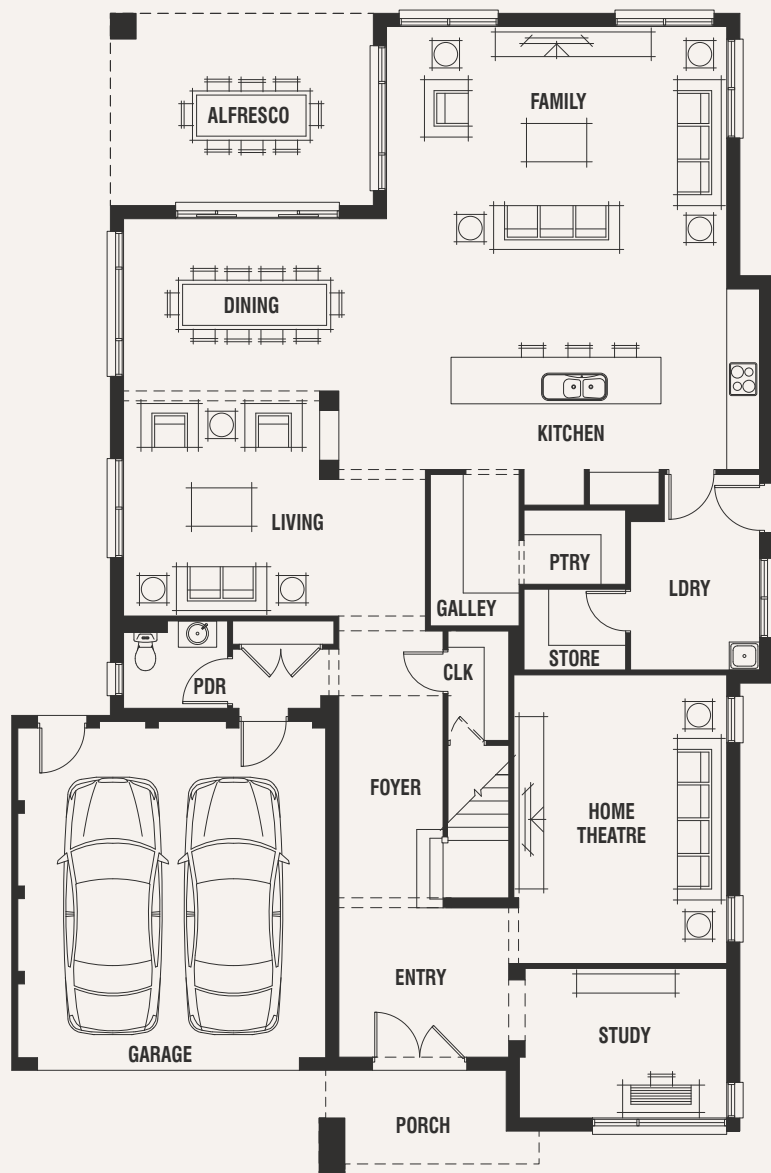 ALFRESCO
FAMILY
DINING
KITCHEN
LIVING
PTRY
GALLEY
LDRY
STORE
CLK
PDR
FOYER
HOME
THEATRE
ENTRY
STUDY
GARAGE
PORCH